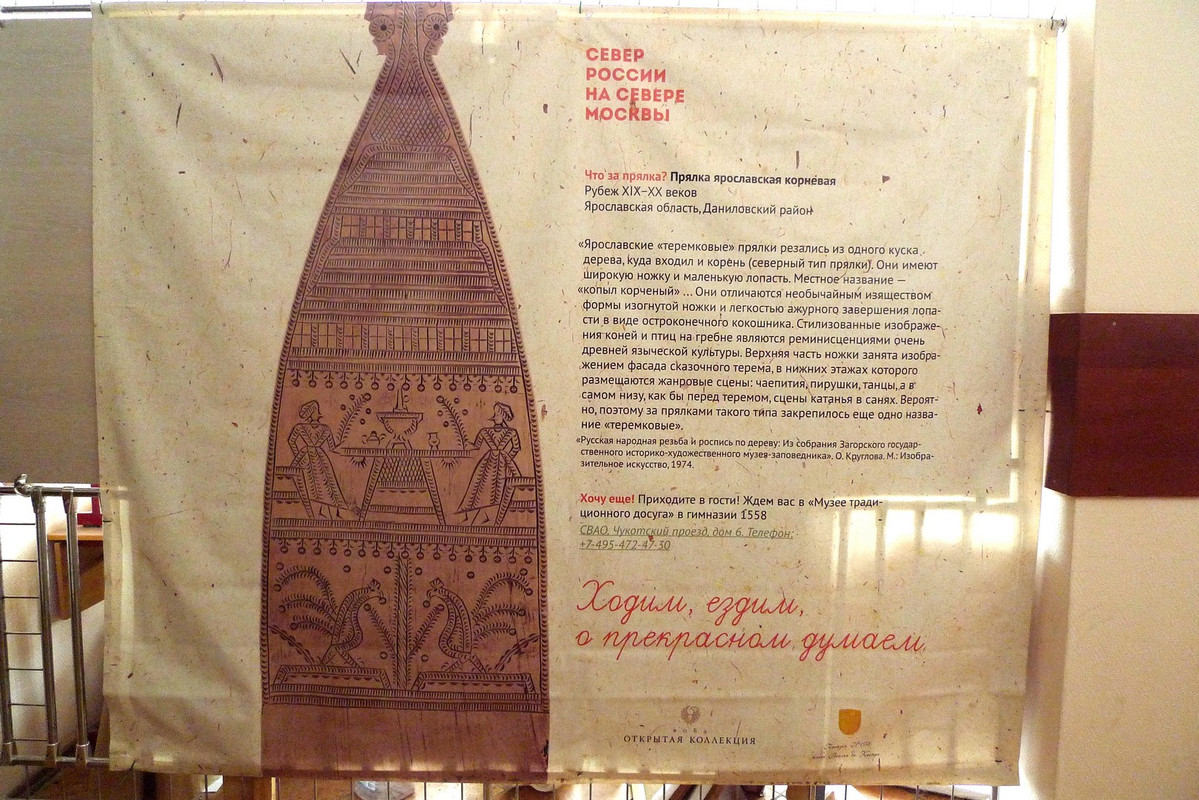 СЕВЕР
РОССИИ
НА СЕВЕРЕ
МОСКВЫ
Что за прялка? Прялка ярославская корневая
Рубеж XIX–XX веков
Ярославская область, Даниловский район
«Ярославские «теремковые» прялки резались из одного куска
дерева, куда входил и корень (северный тип прялки). Они имеют
широкую ножку и маленькую лопасть. Местное название —
«копыл корченый» ... Они отличаются необычайным изяществом
формы изогнутой ножки и легкостью ажурного завершения лопа-
сти в виде остроконечного кокошника. Стилизованные изображе-
ния коней и птиц на гребне являются реминисценциями очень
древней языческой культуры. Верхняя часть ножки занята изобра-
жением фасада сказочного терема, в нижних этажах которого
размещаются жанровые сцены: чаепития, пирушки, танцы, а в
самом низу, как бы перед теремом, сцены катанья в санях. Вероят-
но, поэтому за прялками такого типа закрепилось еще одно назва-
ние «теремковые».
«Русская народная резьба и роспись по дереву: Из собрания Загорского государ-
ственного историко-художественного музея-заповедника». О. Круглова. М.: Изобра-
зительное искусство, 1974.
Хочу еще! Приходите в гости! Ждем вас в «Музее тради-
ционного досуга» в гимназии 1558
СВАО, Чукотский проезд, дом 6. Телефон:
+7-495-472-47-30
Ходим, ездим,
о прекрасном думаем.
ОТКРЫТАЯ КОЛЛЕКЦИЯ